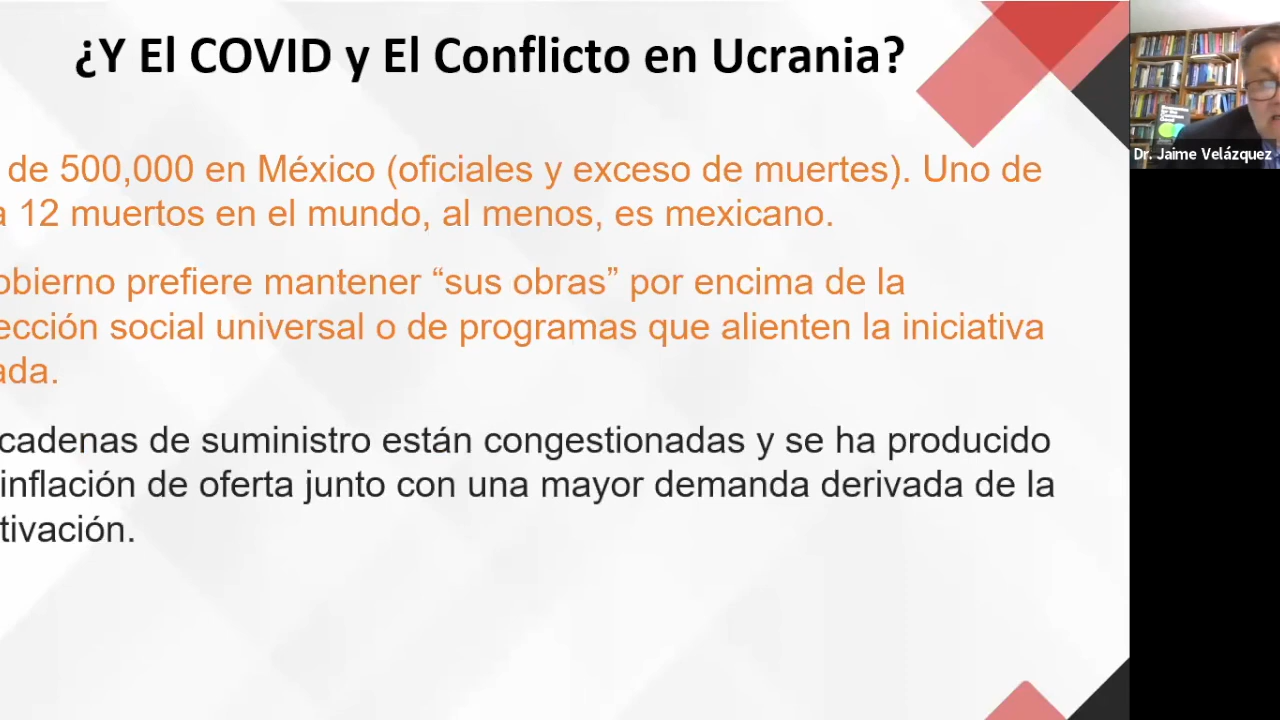 ¿Y El COVID y El Conflicto en Ucrania?
de 500,000 en México (oficiales y exceso de muertes). Uno de
a 12 muertos en el mundo, al menos, es mexicano.
obierno prefiere mantener “sus obras” por encima de la
ección social universal o de programas que alienten la iniciativa
ada.
cadenas de suministro están congestionadas y se ha producido
inflación de oferta junto con una mayor demanda derivada de la
tivación.
Dr. Jaime Velázquez